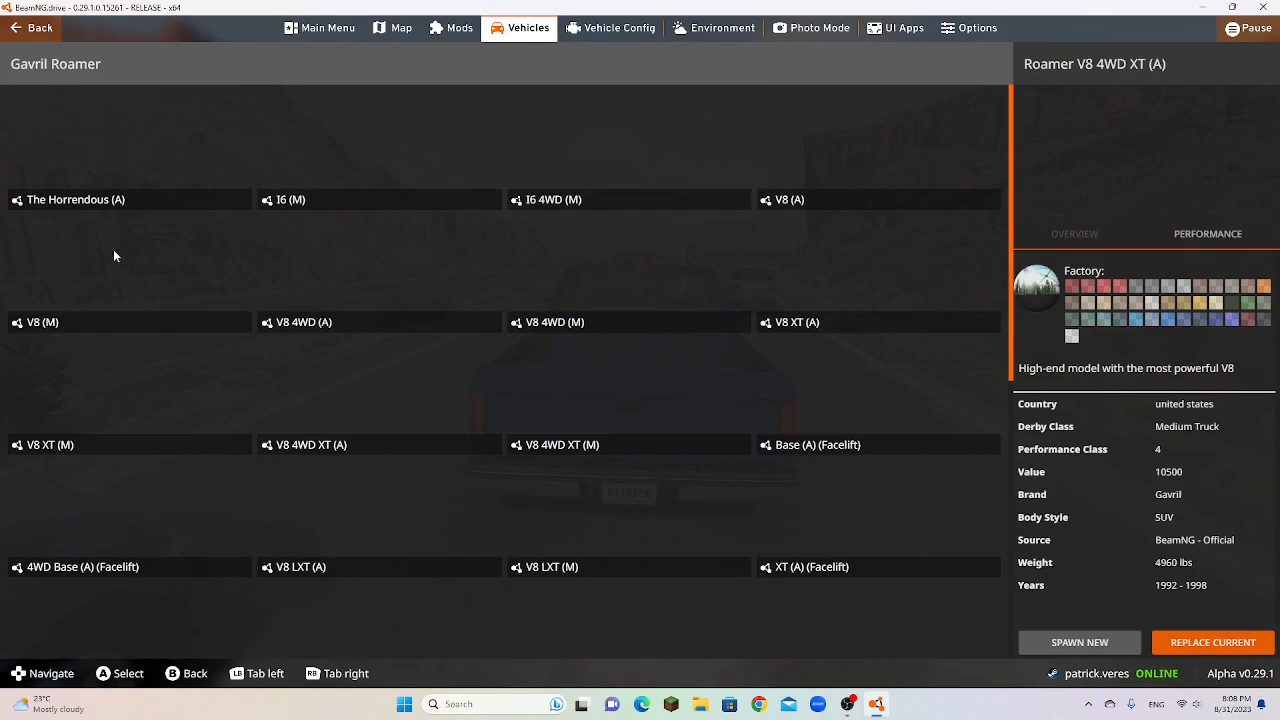 BeamNG.drive - 0.29.1.0.15261 - RELEASE - x64
Back Main Menu Map Mods Vehicles Vehicle Config Environment Photo Mode UI Apps Options Pause
Gavril Roamer
The Horrendous (A) I6 (M) I6 4WD (M) V8 (A)
V8 (M) V8 4WD (A) V8 4WD (M) V8 XT (A)
V8 XT (M) V8 4WD XT (A) V8 4WD XT (M) Base (A) (Facelift)
4WD Base (A) (Facelift) V8 LXT (A) V8 LXT (M) XT (A) (Facelift)
Roamer V8 4WD XT (A)
OVERVIEW PERFORMANCE
Factory:
High-end model with the most powerful V8
Country united states
Derby Class Medium Truck
Performance Class 4
Value 10500
Brand Gavril
Body Style SUV
Source BeamNG - Official
Weight 4960 lbs
Years 1992 - 1998
SPAWN NEW REPLACE CURRENT
PATRICK
Navigate A Select B Back LB Tab left RB Tab right patrick.veres ONLINE Alpha v0.29.1
23°C
Mostly cloudy
Search
zoom
8:08 PM
8/31/2023